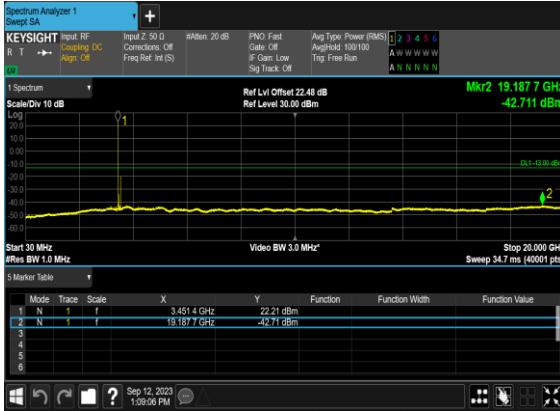 Spectrum Analyzer 1
Swept SA
+
KEYSIGHT
R T
Input: RF
Coupling: DC
Align: Off
Input Z: 50 Ω
Corrections: Off
Freq Ref: Int (S)
#Atten: 20 dB
PNO: Fast
Gate: Off
IF Gain: Low
Sig Track: Off
Avg Type: Power (RMS)
Avg|Hold: 100/100
Trig: Free Run
1 2 3 4 5 6
A W W W W W
A N N N N N
1 Spectrum
Scale/Div 10 dB
Ref Lvl Offset 22.48 dB
Ref Level 30.00 dBm
Mkr2 19.187 7 GHz
-42.711 dBm
Log
20.0
10.0
0.00
-10.0
-20.0
-30.0
-40.0
-50.0
-60.0
1
DL1 -13.00 dBm
2
Start 30 MHz
#Res BW 1.0 MHz
Video BW 3.0 MHz*
Stop 20.000 GH
Sweep 34.7 ms (40001 pts
5 Marker Table
Mode Trace Scale X Y Function Function Width Function Value
1 N 1 f 3.451 4 GHz 22.21 dBm
2 N 1 f 19.187 7 GHz -42.71 dBm
3
4
5
6
?
Sep 12, 2023
1:09:06 PM